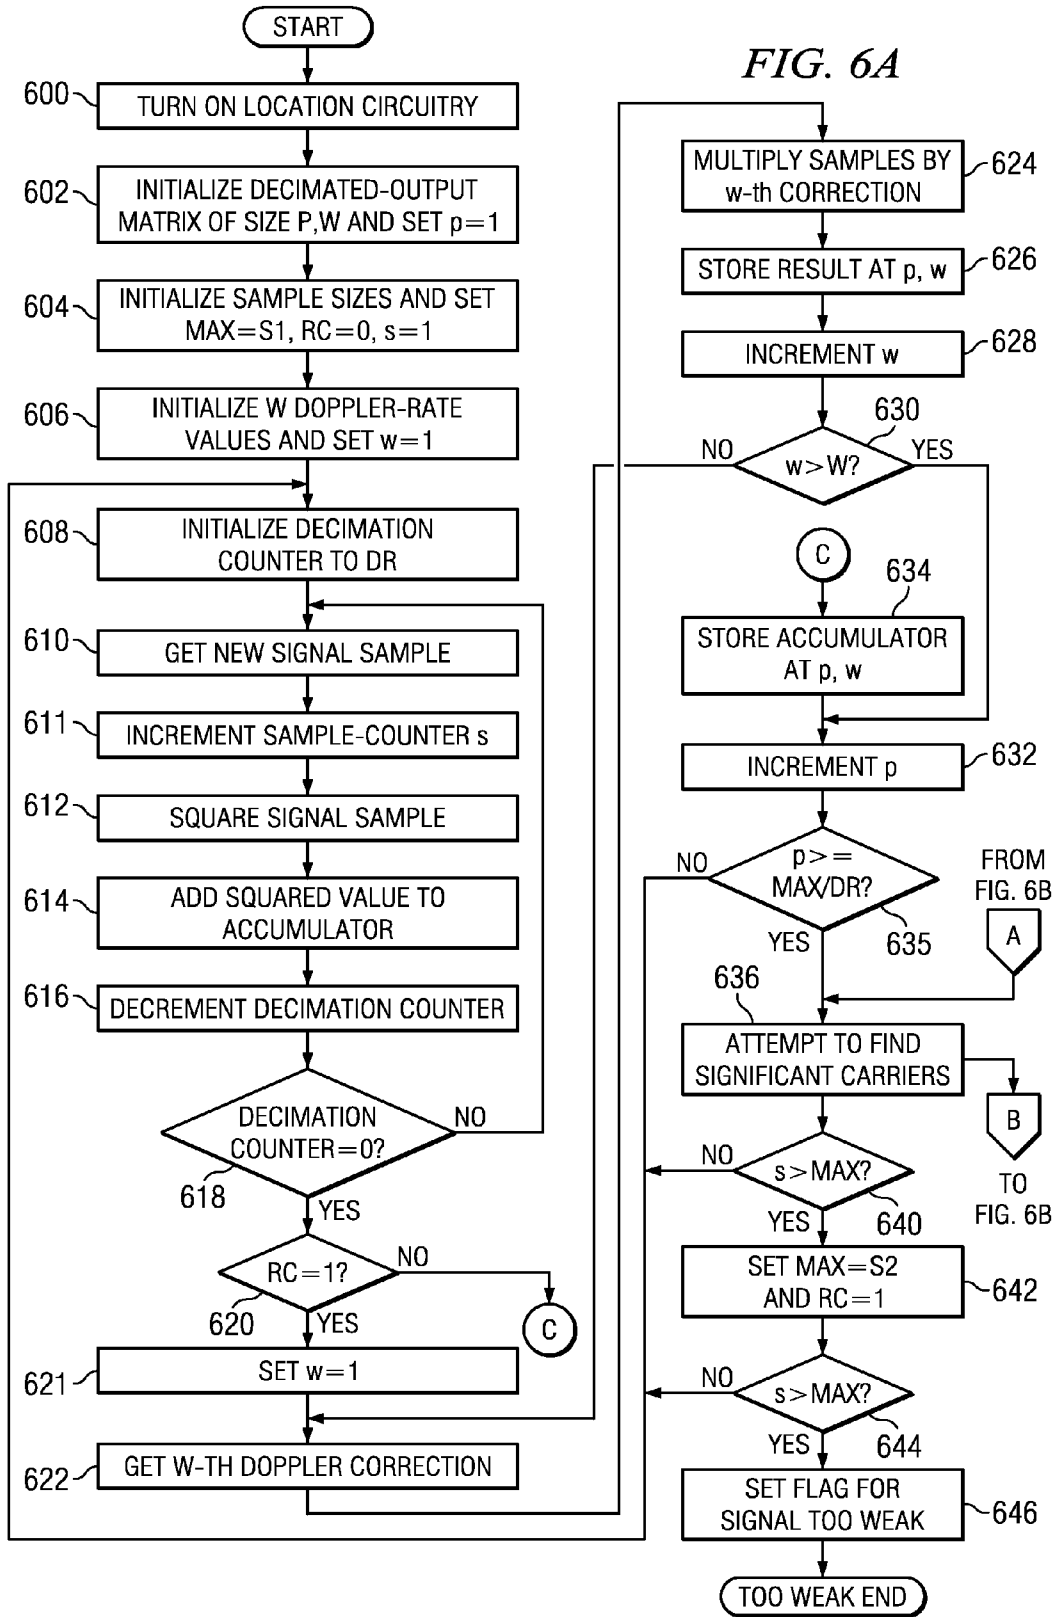 FIG. 6A
START
600
TURN ON LOCATION CIRCUITRY
602
INITIALIZE DECIMATED-OUTPUT
MATRIX OF SIZE P,W AND SET p=1
604
INITIALIZE SAMPLE SIZES AND SET
MAX=S1, RC=0, s=1
606
INITIALIZE W DOPPLER-RATE
VALUES AND SET w=1
608
INITIALIZE DECIMATION
COUNTER TO DR
610
GET NEW SIGNAL SAMPLE
611
INCREMENT SAMPLE-COUNTER s
612
SQUARE SIGNAL SAMPLE
614
ADD SQUARED VALUE TO
ACCUMULATOR
616
DECREMENT DECIMATION COUNTER
DECIMATION
COUNTER=0?
NO
618
YES
RC=1?
NO
620
YES
C
621
SET w=1
622
GET W-TH DOPPLER CORRECTION
MULTIPLY SAMPLES BY
w-th CORRECTION
624
STORE RESULT AT p, w
626
INCREMENT w
628
630
NO
w>W?
YES
C
634
STORE ACCUMULATOR
AT p, w
INCREMENT p
632
NO
p>=
MAX/DR?
635
YES
FROM
FIG. 6B
A
636
ATTEMPT TO FIND
SIGNIFICANT CARRIERS
B
TO
FIG. 6B
NO
s>MAX?
640
YES
SET MAX=S2
AND RC=1
642
NO
s>MAX?
644
YES
SET FLAG FOR
SIGNAL TOO WEAK
646
TOO WEAK END